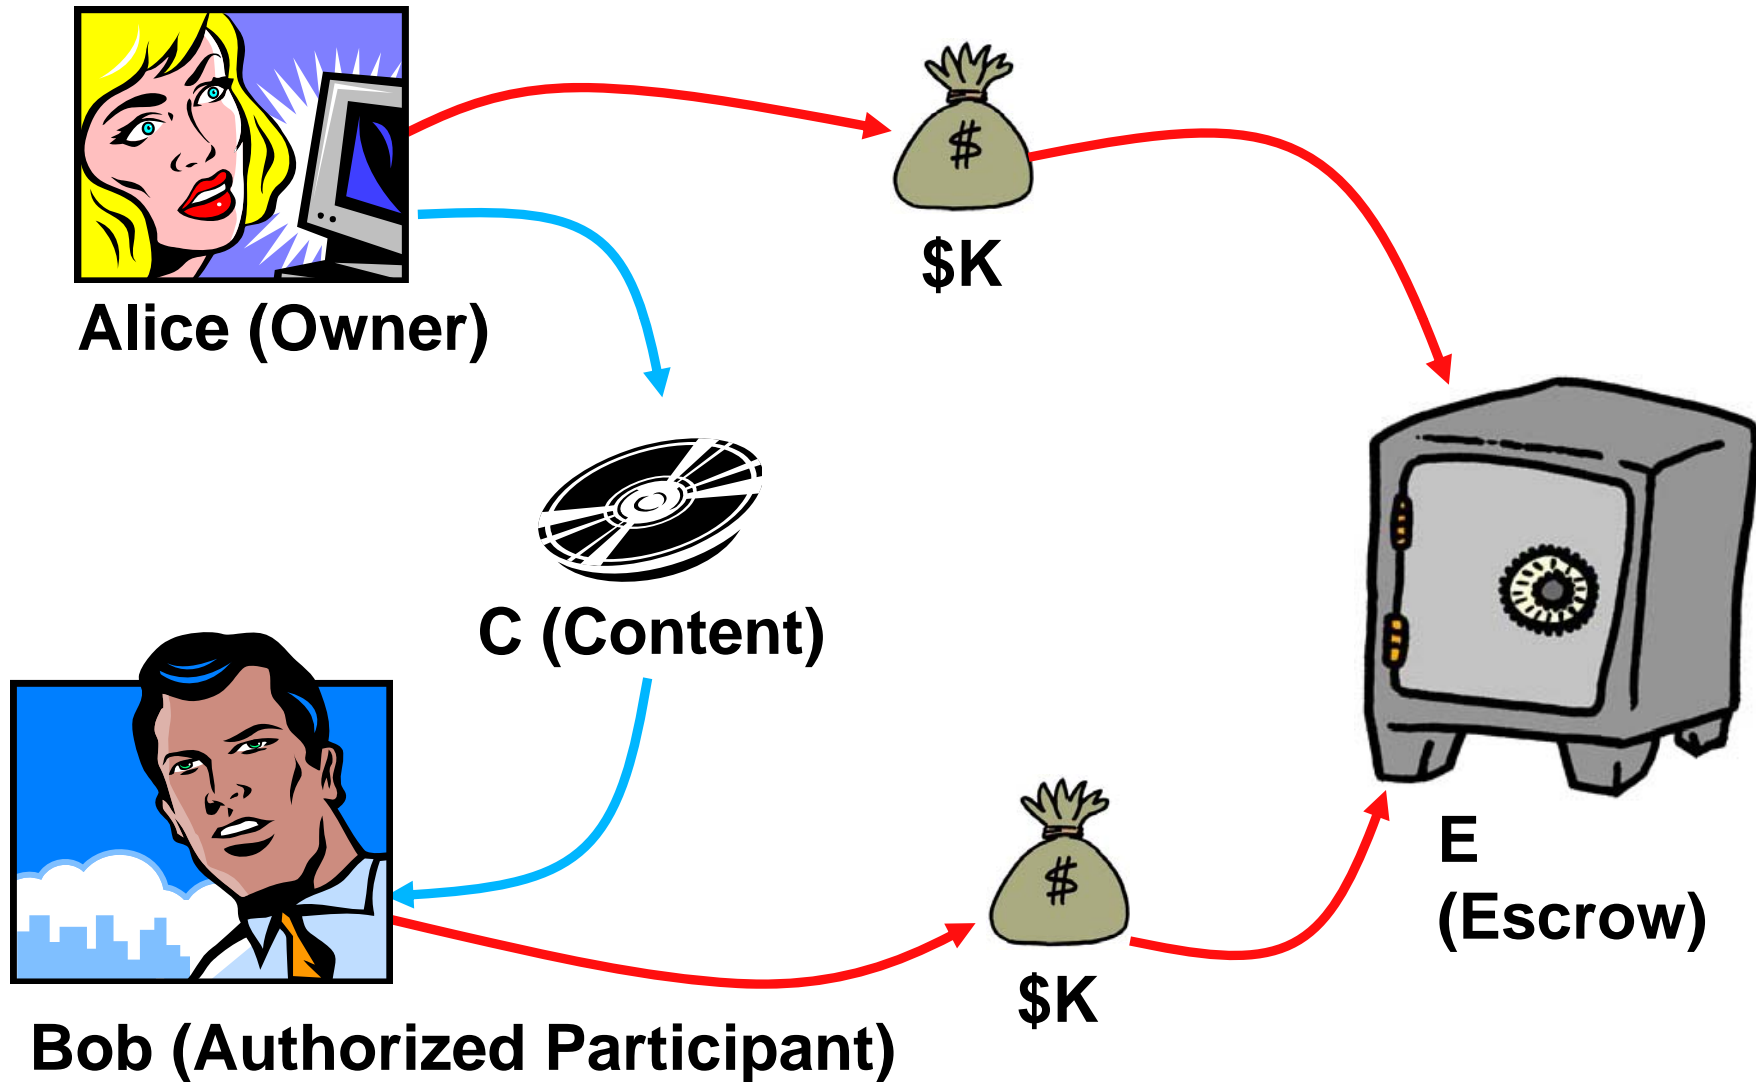 $
$K
Alice (Owner)
C (Content)
$
$K
E
(Escrow)
Bob (Authorized Participant)